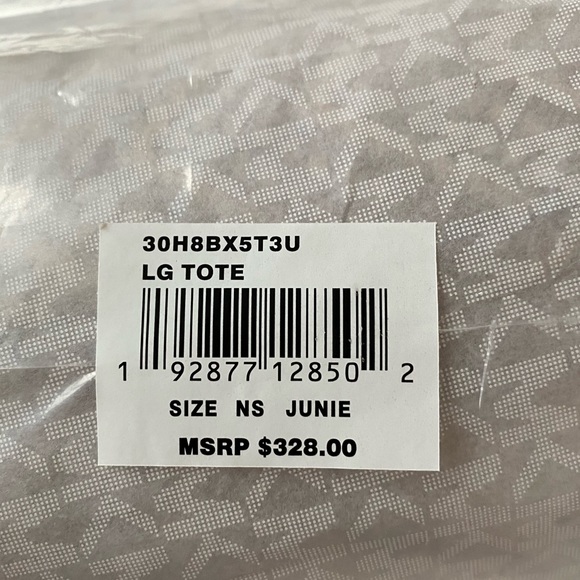 30H8BX5T3U
LG TOTE
1 92877 12850 2
SIZE NS JUNIE
MSRP $328.00